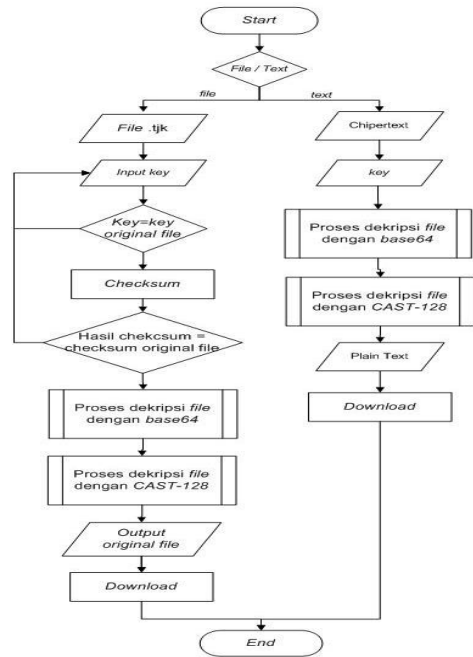 Start
File / Text
file
text
File .tjk
Input key
Key=key
original file
Checksum
Hasil chekcsum =
checksum original file
Proses dekripsi file
dengan base64
Proses dekripsi file
dengan CAST-128
Output
original file
Download
Chipertext
key
Proses dekripsi file
dengan base64
Proses dekripsi file
dengan CAST-128
Plain Text
Download
End